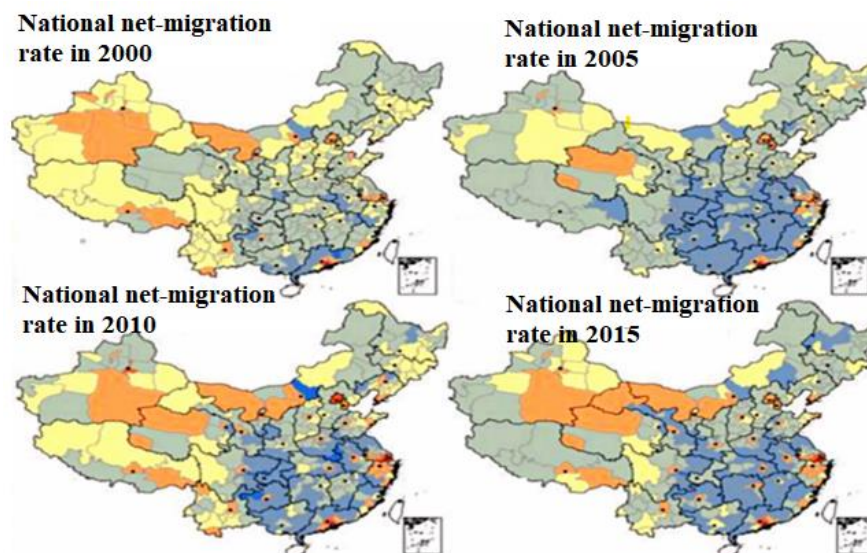 National net-migration
rate in 2000
National net-migration
rate in 2005
National net-migration
rate in 2010
National net-migration
rate in 2015